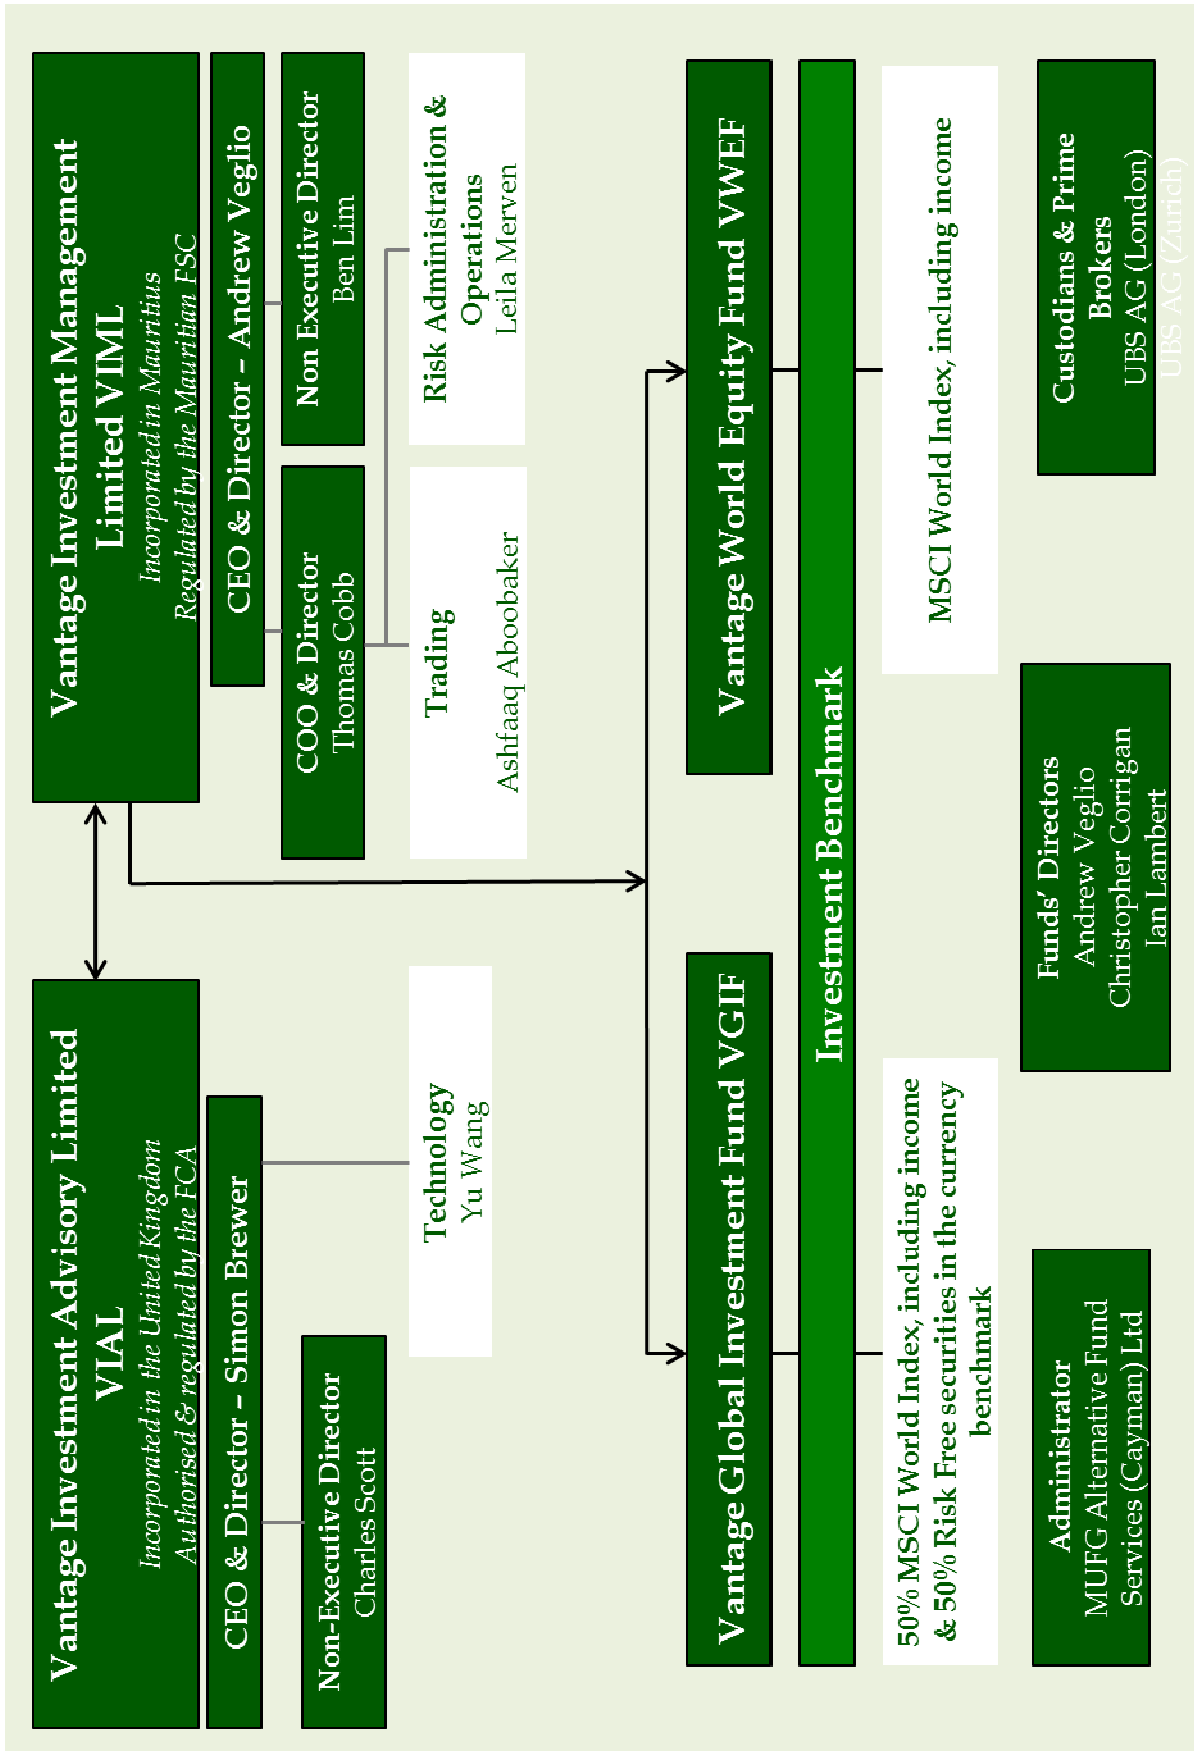 Vantage Investment Advisory Limited
VIAL
Incorporated in the United Kingdom
Authorised & regulated by the FCA
CEO & Director – Simon Brewer
Non-Executive Director
Charles Scott
Technology
Yu Wang
Vantage Investment Management
Limited VIML
Incorporated in Mauritius
Regulated by the Mauritian FSC
CEO & Director – Andrew Veglio
COO & Director
Thomas Cobb
Non Executive Director
Ben Lim
Trading
Ashfaaq Aboobaker
Risk Administration &
Operations
Leila Merven
Vantage Global Investment Fund VGIF
Vantage World Equity Fund VWEF
Investment Benchmark
50% MSCI World Index, including income
& 50% Risk Free securities in the currency
benchmark
MSCI World Index, including income
Administrator
MUFG Alternative Fund
Services (Cayman) Ltd
Funds’ Directors
Andrew Veglio
Christopher Corrigan
Ian Lambert
Custodians & Prime
Brokers
UBS AG (London)
UBS AG (Zurich)